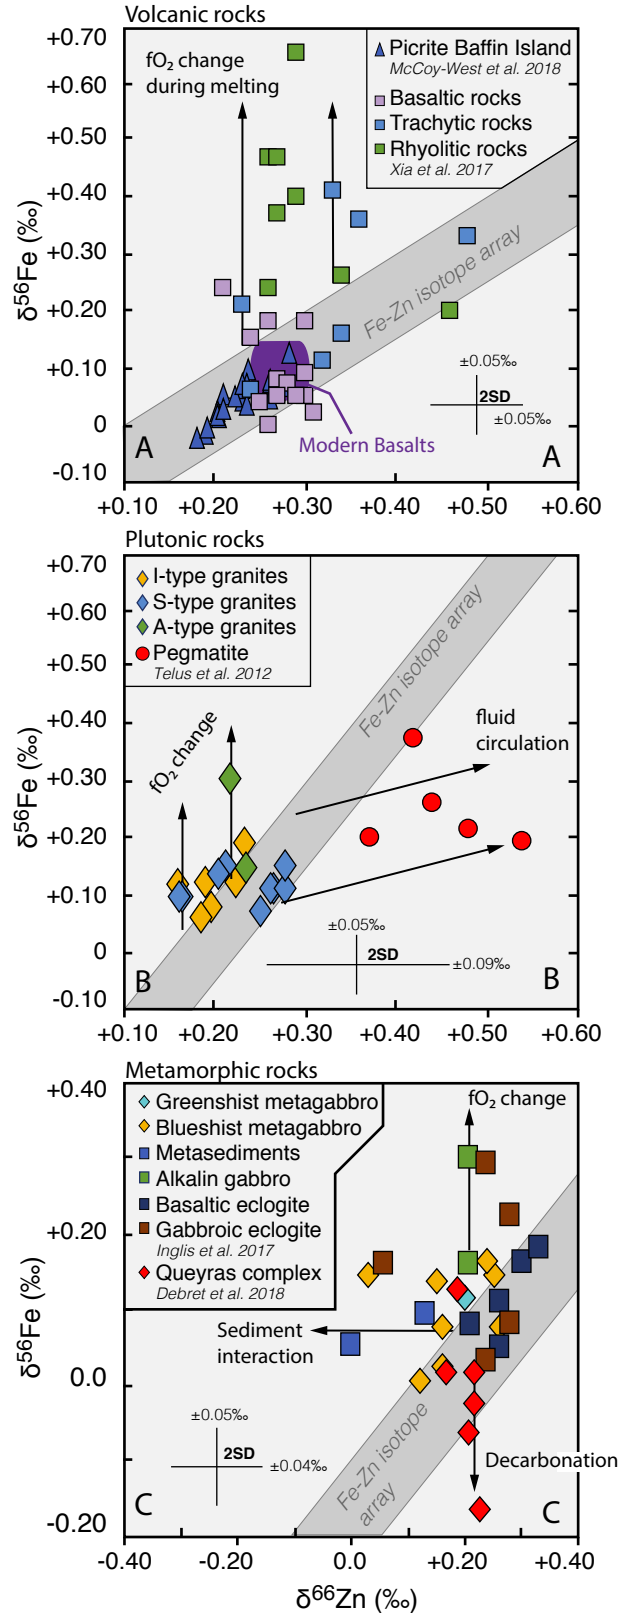 Volcanic rocks
+0.70
+0.60
+0.50
+0.40
+0.30
+0.20
+0.10
0
-0.10
δ⁵⁶Fe (‰)
fO₂ change
during melting
Picrite Baffin Island
McCoy-West et al. 2018
Basaltic rocks
Trachytic rocks
Rhyolitic rocks
Xia et al. 2017
Fe-Zn isotope array
±0.05‰
2SD
±0.05‰
Modern Basalts
A
A
+0.10
+0.20
+0.30
+0.40
+0.50
+0.60
Plutonic rocks
+0.70
+0.60
+0.50
+0.40
+0.30
+0.20
+0.10
0
-0.10
δ⁵⁶Fe (‰)
I-type granites
S-type granites
A-type granites
Pegmatite
Telus et al. 2012
Fe-Zn isotope array
fluid
circulation
fO₂ change
±0.05‰
2SD
±0.09‰
B
B
+0.10
+0.20
+0.30
+0.40
+0.50
+0.60
Metamorphic rocks
+0.40
+0.20
0.0
-0.20
δ⁵⁶Fe (‰)
Greenshist metagabbro
Blueshist metagabbro
Metasediments
Alkalin gabbro
Basaltic eclogite
Gabbroic eclogite
Inglis et al. 2017
Queyras complex
Debret et al. 2018
fO₂ change
Sediment
interaction
±0.05‰
2SD
±0.04‰
Fe-Zn isotope
array
Decarbonation
C
C
-0.40
-0.20
0.0
+0.20
+0.40
δ⁶⁶Zn (‰)